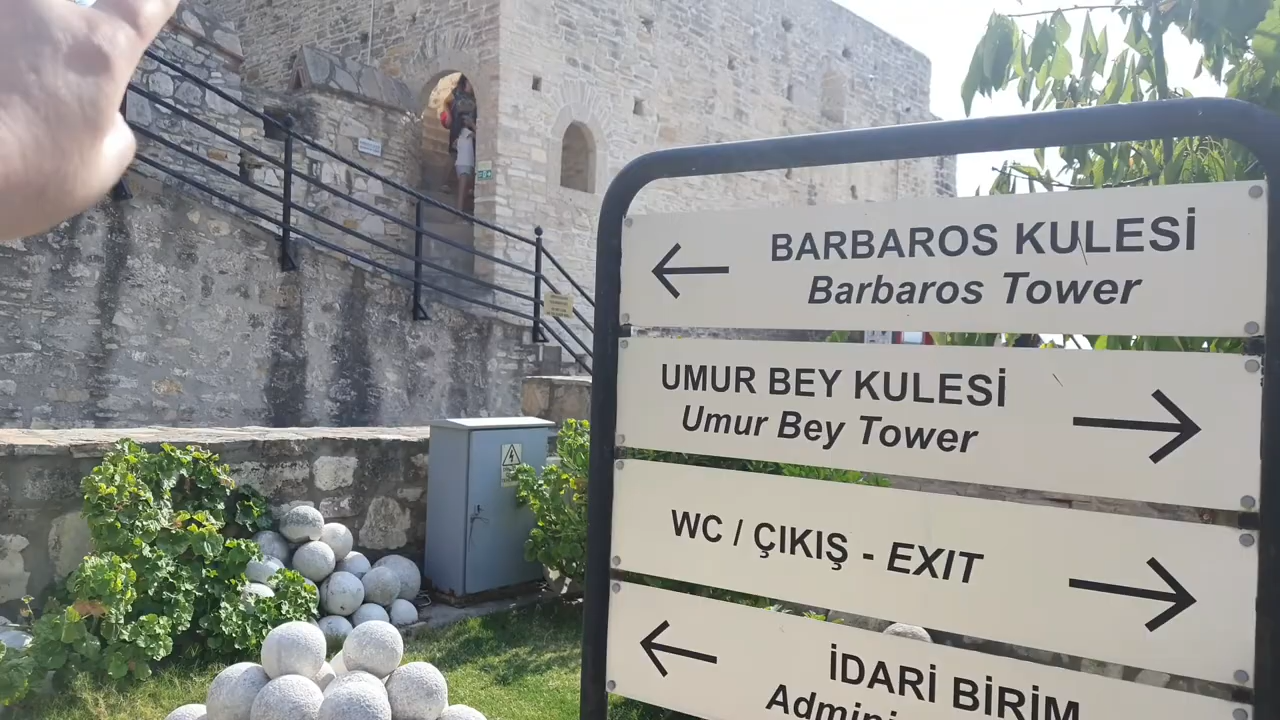 BARBAROS KULESİ
Barbaros Tower
UMUR BEY KULESİ
Umur Bey Tower
WC / ÇIKIŞ - EXIT
İDARİ BİRİM